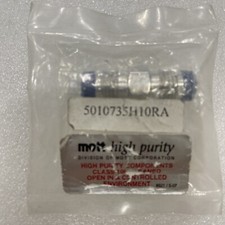 5010735H10RA
mott high purity
DIVISION OF MOTT CORPORATION
HIGH PURITY COMPONENTS
OPEN IN A CONTROLLED
ENVIRONMENT